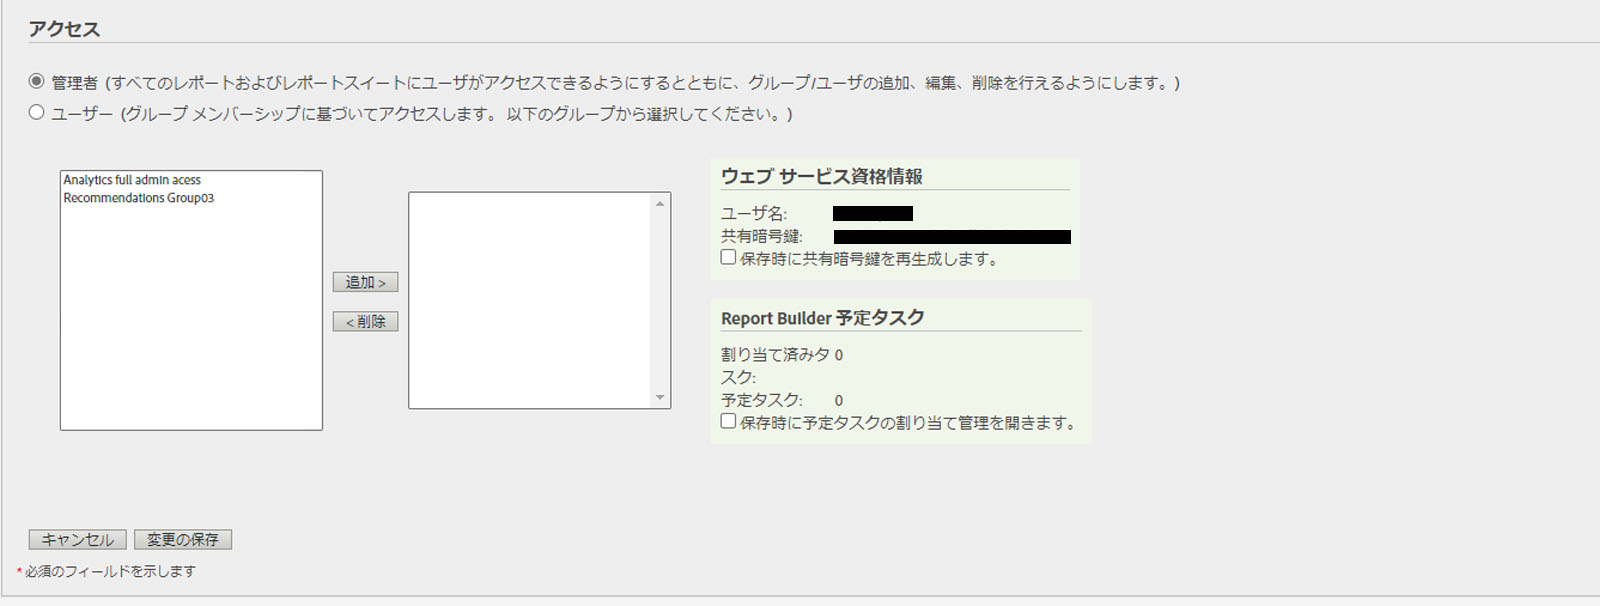 アクセス
管理者 (すべてのレポートおよびレポートスイートにユーザがアクセスできるようにするとともに、グループ/ユーザの追加、編集、削除を行えるようにします。)
ユーザー (グループ メンバーシップに基づいてアクセスします。 以下のグループから選択してください。)
Analytics full admin acess
Recommendations Group03
追加 >
< 削除
ウェブ サービス資格情報
ユーザ名:
共有暗号鍵:
保存時に共有暗号鍵を再生成します。
Report Builder 予定タスク
割り当て済みタ 0
スク:
予定タスク: 0
保存時に予定タスクの割り当て管理を開きます。
キャンセル 変更の保存
* 必須のフィールドを示します